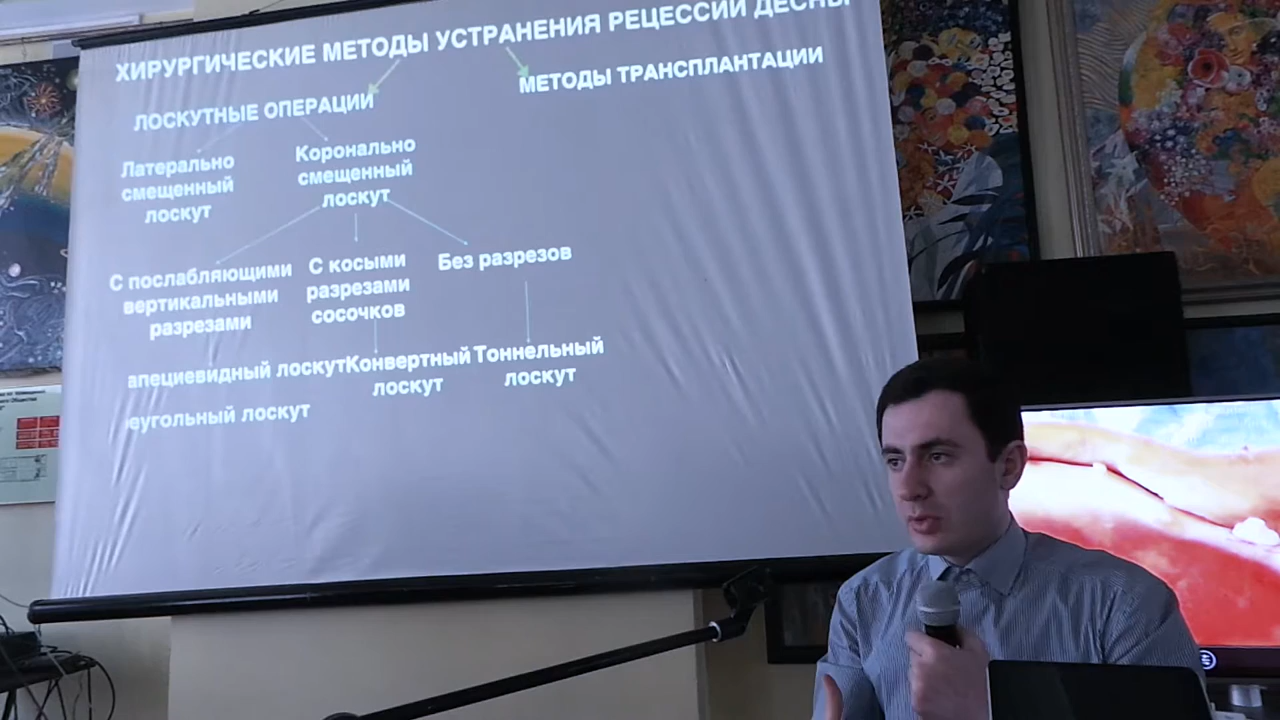 ХИРУРГИЧЕСКИЕ МЕТОДЫ УСТРАНЕНИЯ РЕЦЕССИИ ДЕСНЫ
ЛОСКУТНЫЕ ОПЕРАЦИИ
МЕТОДЫ ТРАНСПЛАНТАЦИИ
Латерально
смещенный
лоскут
Коронально
смещенный
лоскут
С послабляющими
вертикальными
разрезами
С косыми
разрезами
сосочков
Без разрезов
апециевидный лоскут
еугольный лоскут
Конвертный
лоскут
Тоннельный
лоскут